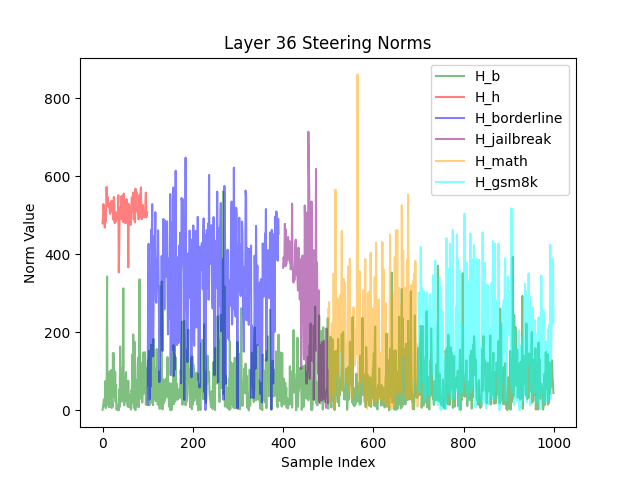 Layer 36 Steering Norms
H_b
H_h
H_borderline
H_jailbreak
H_math
H_gsm8k
800
600
400
200
0
Norm Value
0 200 400 600 800 1000
Sample Index